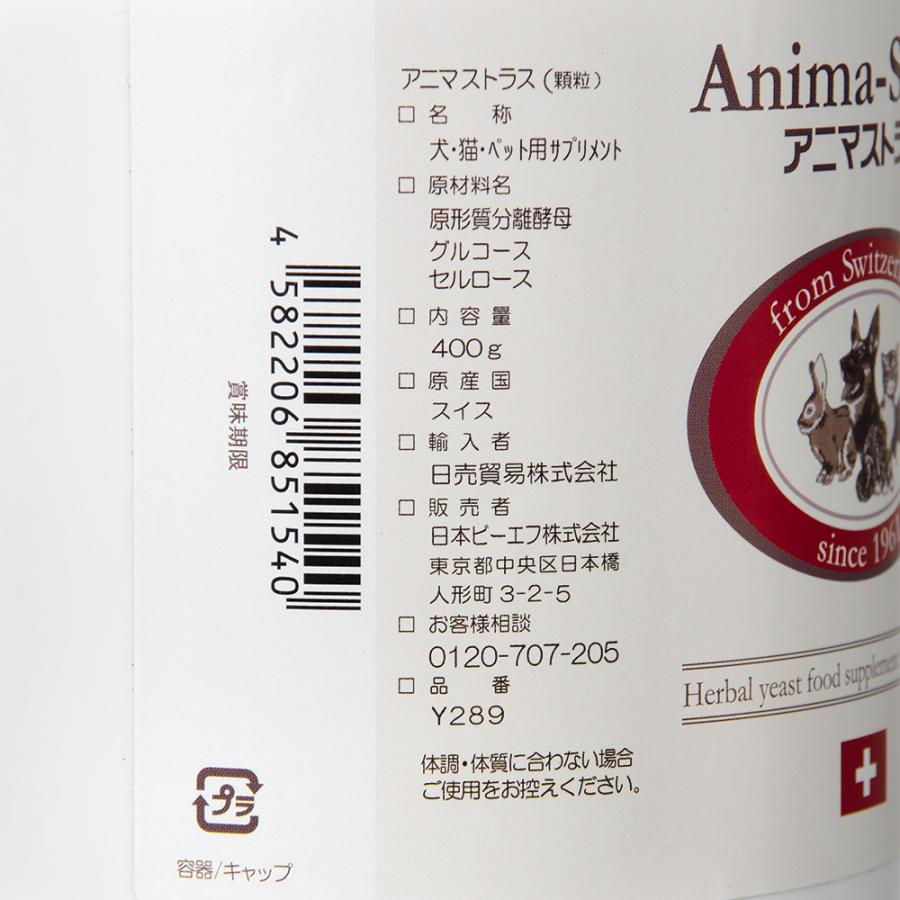 アニマストラス（顆粒）
□ 名 称
犬・猫・ペット用サプリメント
□ 原材料名
原形質分離酵母
グルコース
セルロース
□ 内容量
400g
□ 原産国
スイス
□ 輸入者
日売貿易株式会社
□ 販売者
日本ビーエフ株式会社
東京都中央区日本橋
人形町 3-2-5
□ お客様相談
0120-707-205
□ 品 番
Y289
体調・体質に合わない場合
ご使用をお控えください。
4 582206 851540
賞味期限
プラ
容器/キャップ
Anima-S
アニマスト
from Switzer
since 196
Herbal yeast food supplement